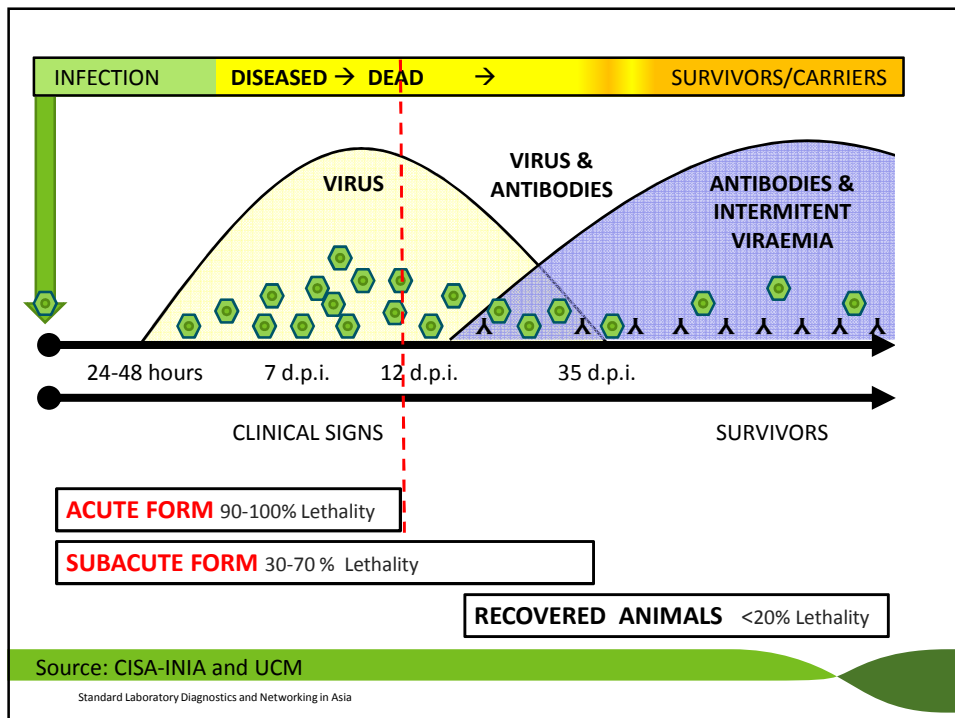 INFECTION DISEASED → DEAD → SURVIVORS/CARRIERS
VIRUS
VIRUS &
ANTIBODIES
ANTIBODIES &
INTERMITENT
VIRAEMIA
24-48 hours 7 d.p.i. 12 d.p.i. 35 d.p.i.
CLINICAL SIGNS SURVIVORS
ACUTE FORM 90-100% Lethality
SUBACUTE FORM 30-70 % Lethality
RECOVERED ANIMALS <20% Lethality
Source: CISA-INIA and UCM
Standard Laboratory Diagnostics and Networking in Asia